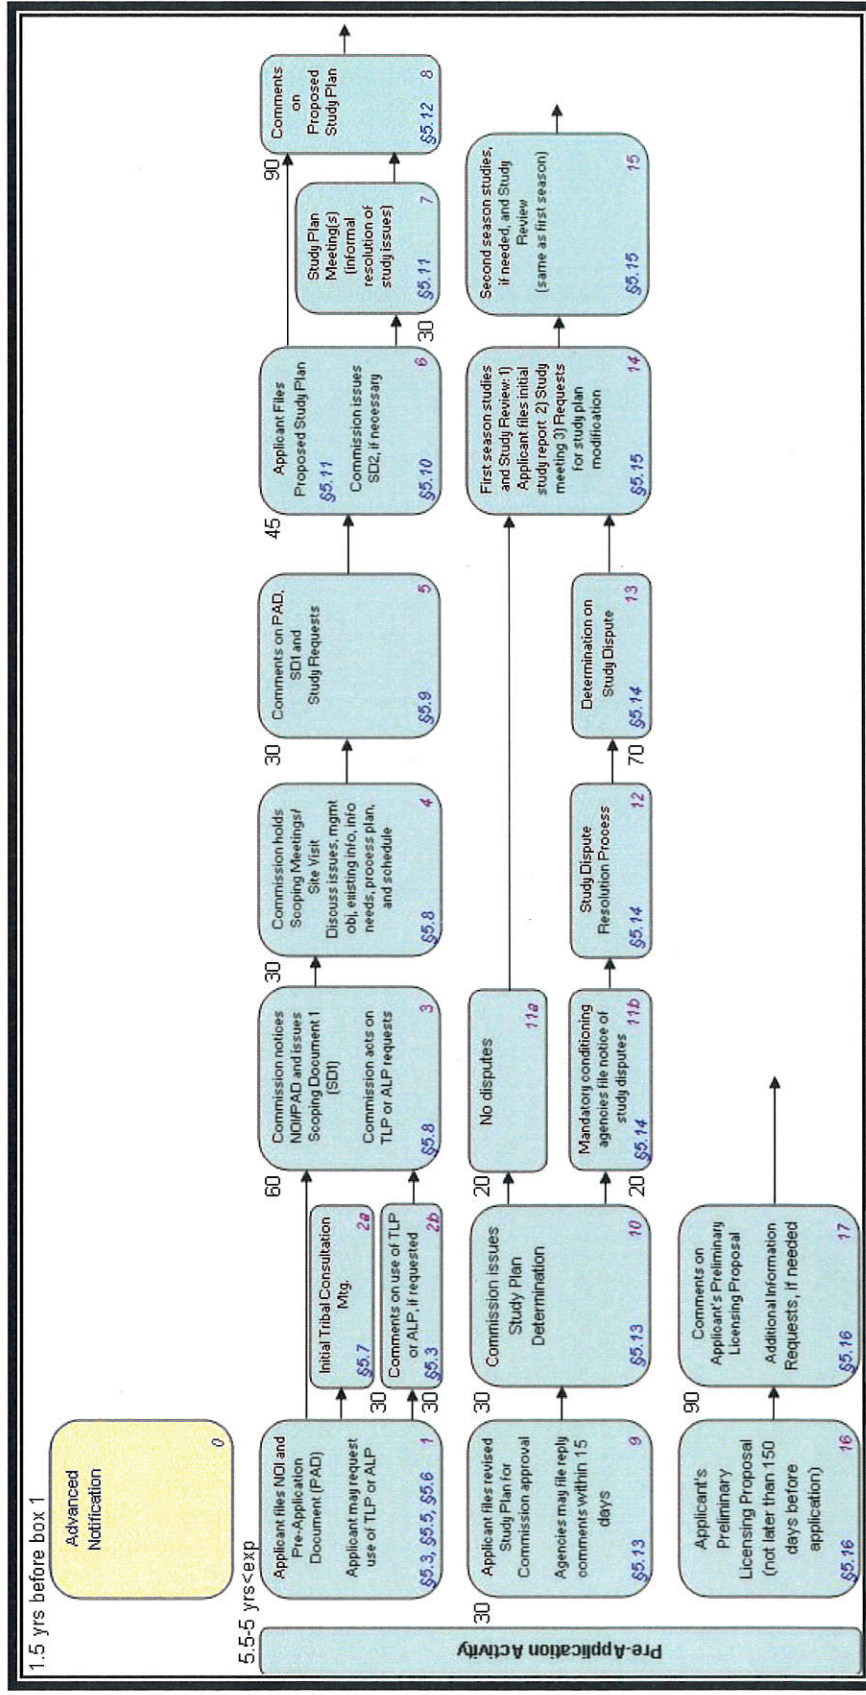 1.5 yrs before box 1
Advanced
Notification
0
5.5-5 yrs<exp
Pre-Application Activity
Applicant files NOI and
Pre-Application
Document (PAD)
Applicant may request
use of TLP or ALP
§5.3, §5.5, §5.6 1
30
Initial Tribal Consultation
Mtg.
§5.7 2a
30
Comments on use of TLP
or ALP, if requested
§5.3 2b
60
Commission notices
NOI/PAD and issues
Scoping Document 1
(SD1)
Commission acts on
TLP or ALP requests
§5.8 3
30
Commission holds
Scoping Meetings/
Site Visit
Discuss issues, mgmt
obj, existing info, info
needs, process plan,
and schedule
§5.8 4
30
Comments on PAD,
SD1 and
Study Requests
§5.9 5
45
Applicant Files
Proposed Study Plan
§5.11
Commission issues
SD2, if necessary
§5.10 6
30
Study Plan
Meeting(s)
(informal
resolution of
study issues)
§5.11 7
90
Comments
on
Proposed
Study Plan
§5.12 8
30
Applicant files revised
Study Plan for
Commission approval
Agencies may file reply
comments within 15
days
§5.13 9
30
Commission issues
Study Plan
Determination
§5.13 10
20
No disputes
11a
20
Mandatory conditioning
agencies file notice of
study disputes
§5.14 11b
Study Dispute
Resolution Process
§5.14 12
70
Determination on
Study Dispute
§5.14 13
First season studies
and Study Review: 1)
Applicant files initial
study report 2) Study
meeting 3) Requests
for study plan
modification
§5.15 14
Second season studies,
if needed, and Study
Review
(same as first season)
§5.15 15
Applicant's
Preliminary
Licensing Proposal
(not later than 150
days before
application)
§5.16 16
90
Comments on
Applicant's Preliminary
Licensing Proposal
Additional Information
Requests, if needed
§5.16 17